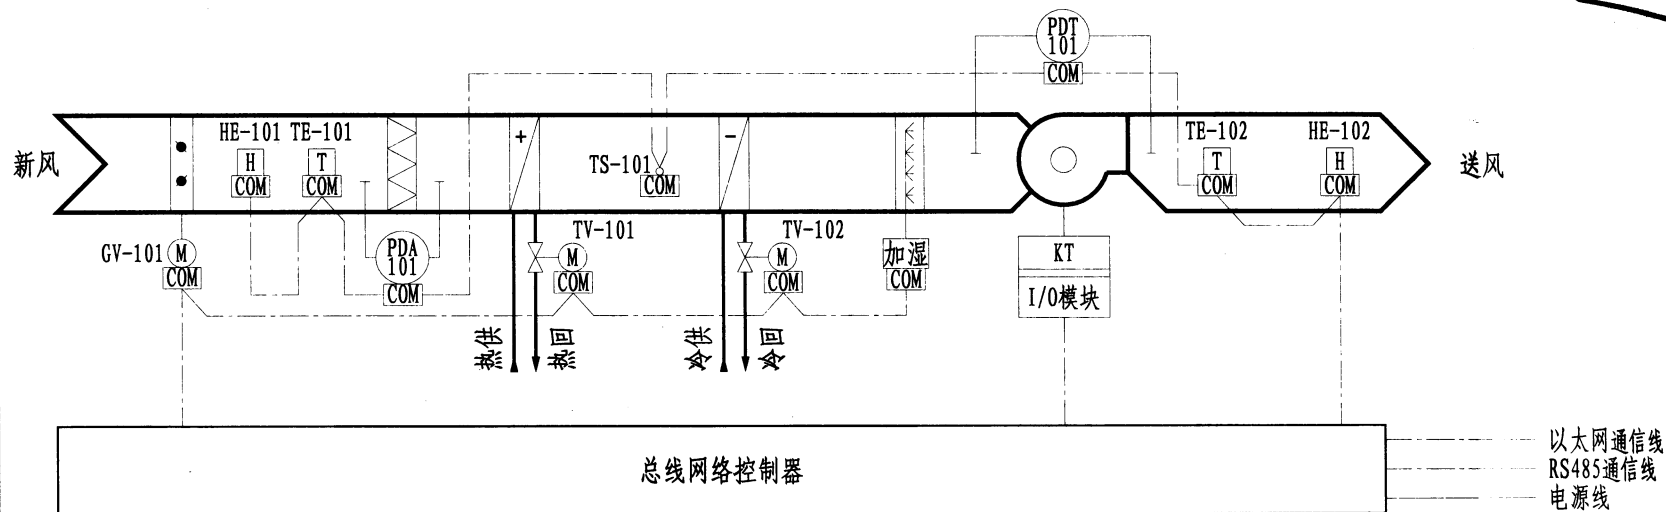 PDT
101
COM
HE-101
TE-101
H
COM
T
COM
+
TS-101
COM
-
TE-102
T
COM
HE-102
H
COM
新风
送风
GV-101
M
COM
PDA
101
COM
TV-101
M
COM
TV-102
M
COM
加湿
COM
KT
I/O模块
热供
热回
冷供
冷回
总线网络控制器
以太网通信线
RS485通信线
电源线